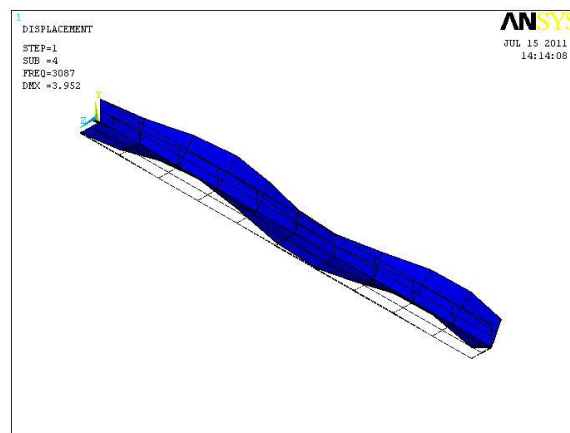 1
DISPLACEMENT
STEP=1
SUB =4
FREQ=3087
DMX =3.952
ANSYS
JUL 15 2011
14:14:08
Y
Z